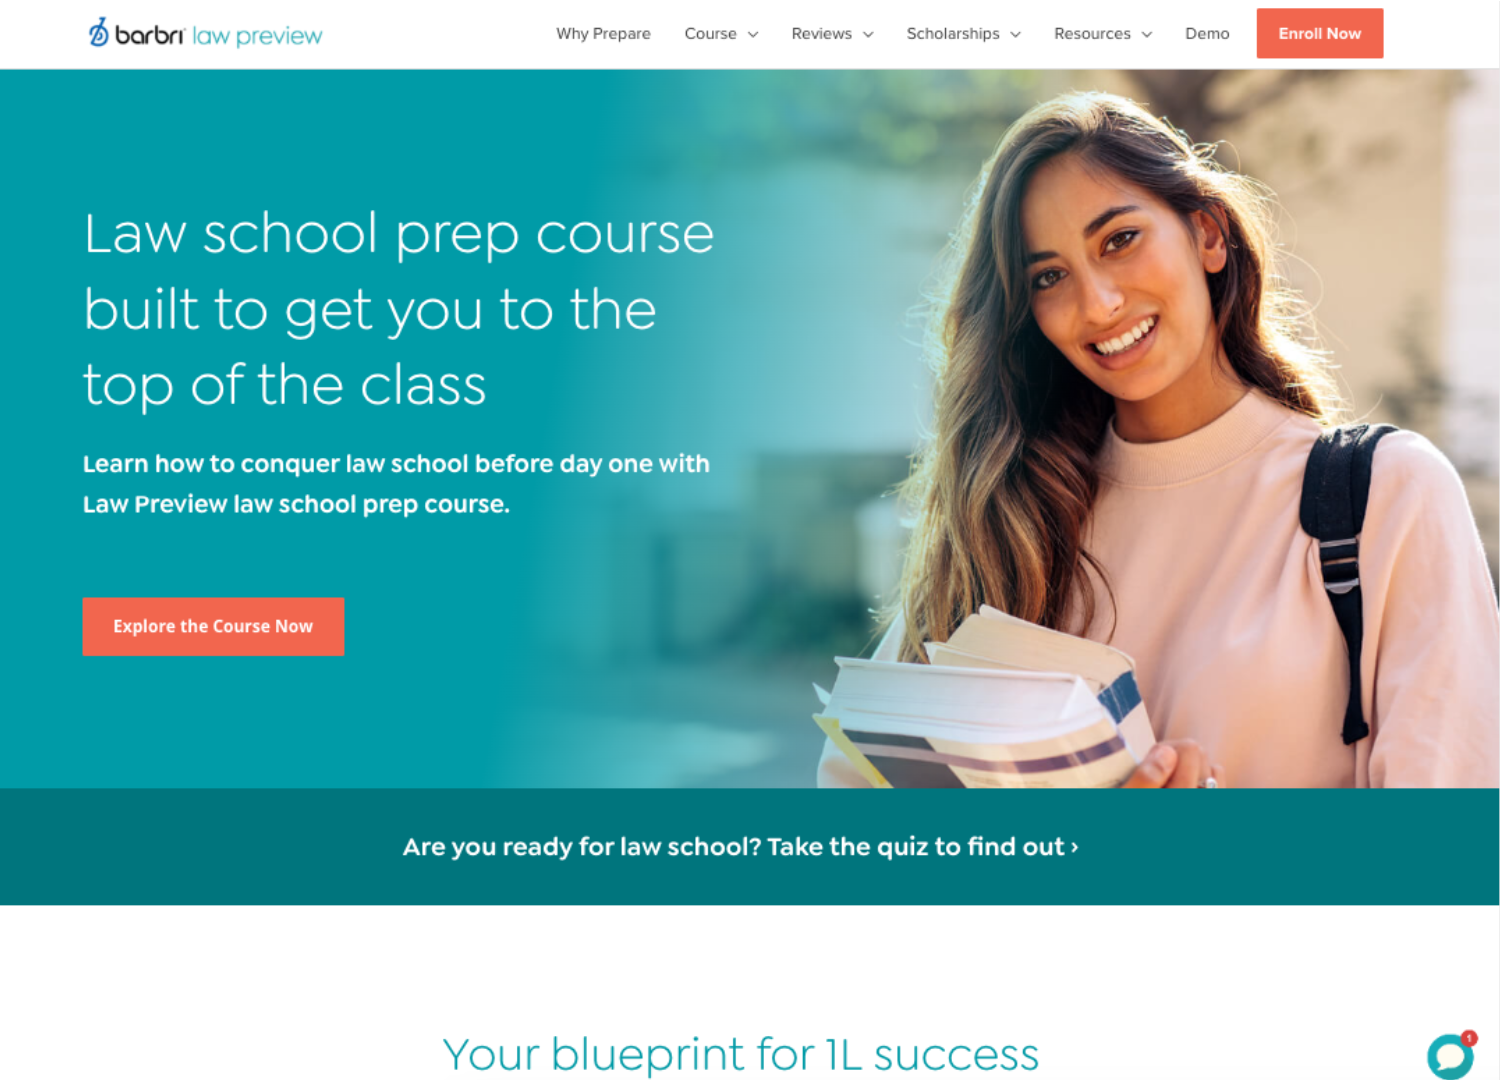 barbri law preview
Why Prepare
Course
Reviews
Scholarships
Resources
Demo
Enroll Now
Law school prep course
built to get you to the
top of the class
Learn how to conquer law school before day one with
Law Preview law school prep course.
Explore the Course Now
Are you ready for law school? Take the quiz to find out ›
Your blueprint for 1L success
1